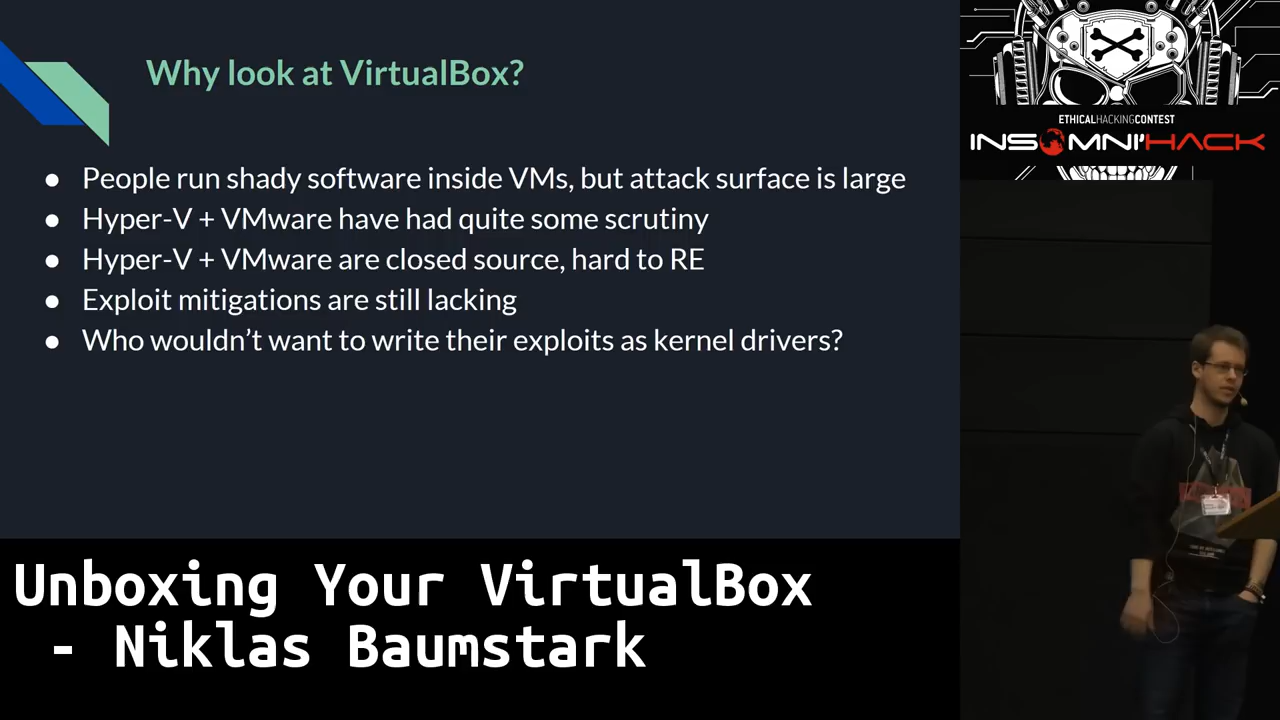 Why look at VirtualBox?
● People run shady software inside VMs, but attack surface is large
● Hyper-V + VMware have had quite some scrutiny
● Hyper-V + VMware are closed source, hard to RE
● Exploit mitigations are still lacking
● Who wouldn’t want to write their exploits as kernel drivers?
ETHICALHACKINGCONTEST
INSOMNI'HACK
Unboxing Your VirtualBox
- Niklas Baumstark